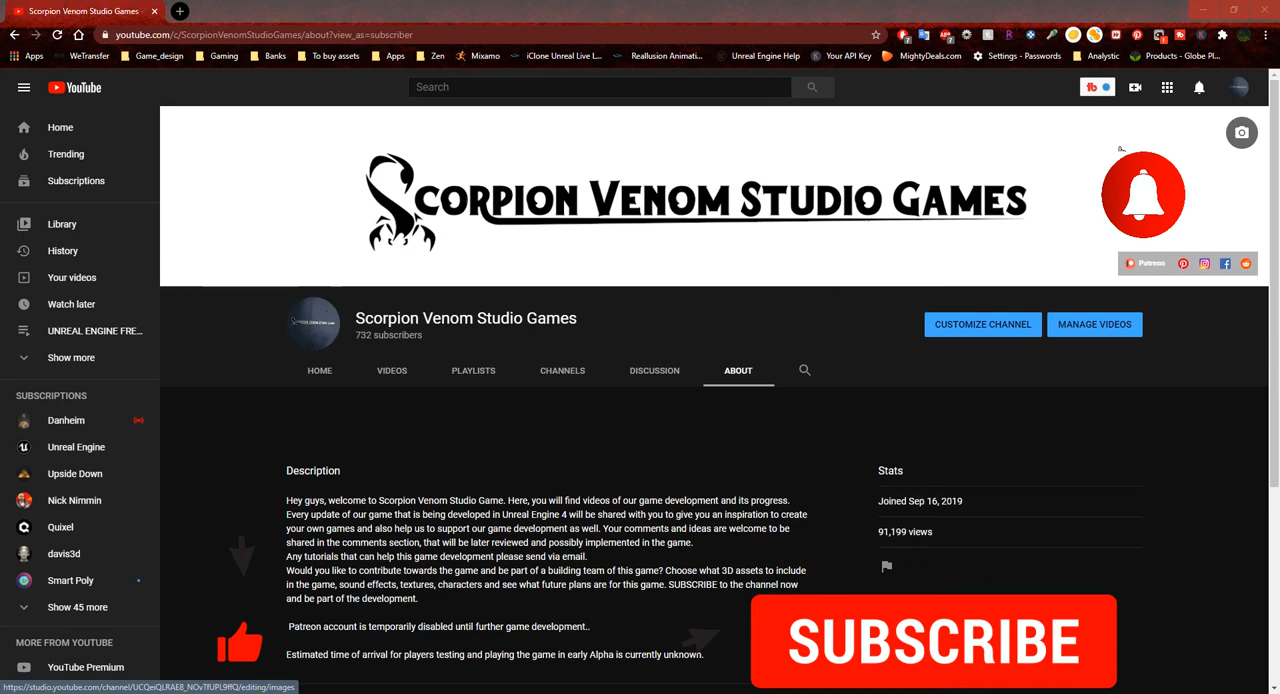 Scorpion Venom Studio Games -
youtube.com/c/ScorpionVenomStudioGames/about?view_as=subscriber
Apps WeTransfer Game_design Gaming Banks To buy assets Apps Zen Mixamo iClone Unreal Live L... Reallusion Animati... Unreal Engine Help Your API Key MightyDeals.com Settings - Passwords Analystic Products - Globe Pl...
YouTube
Search
Home
Trending
Subscriptions
Library
History
Your videos
Watch later
UNREAL ENGINE FRE...
Show more
SUBSCRIPTIONS
Danheim
Unreal Engine
Upside Down
Nick Nimmin
Quixel
davis3d
Smart Poly
Show 45 more
MORE FROM YOUTUBE
YouTube Premium
SCORPION VENOM STUDIO GAMES
Patreon
Scorpion Venom Studio Games
732 subscribers
CUSTOMIZE CHANNEL
MANAGE VIDEOS
HOME VIDEOS PLAYLISTS CHANNELS DISCUSSION ABOUT
Description
Hey guys, welcome to Scorpion Venom Studio Game. Here, you will find videos of our game development and its progress.
Every update of our game that is being developed in Unreal Engine 4 will be shared with you to give you an inspiration to create
your own games and also help us to support our game development as well. Your comments and ideas are welcome to be
shared in the comments section, that will be later reviewed and possibly implemented in the game.
Any tutorials that can help this game development please send via email.
Would you like to contribute towards the game and be part of a building team of this game? Choose what 3D assets to include
in the game, sound effects, textures, characters and see what future plans are for this game. SUBSCRIBE to the channel now
and be part of the development.
Patreon account is temporarily disabled until further game development..
Estimated time of arrival for players testing and playing the game in early Alpha is currently unknown.
Stats
Joined Sep 16, 2019
91,199 views
SUBSCRIBE
https://studio.youtube.com/channel/UCQeiQLRAE8_NOvTfUPL9ffQ/editing/images